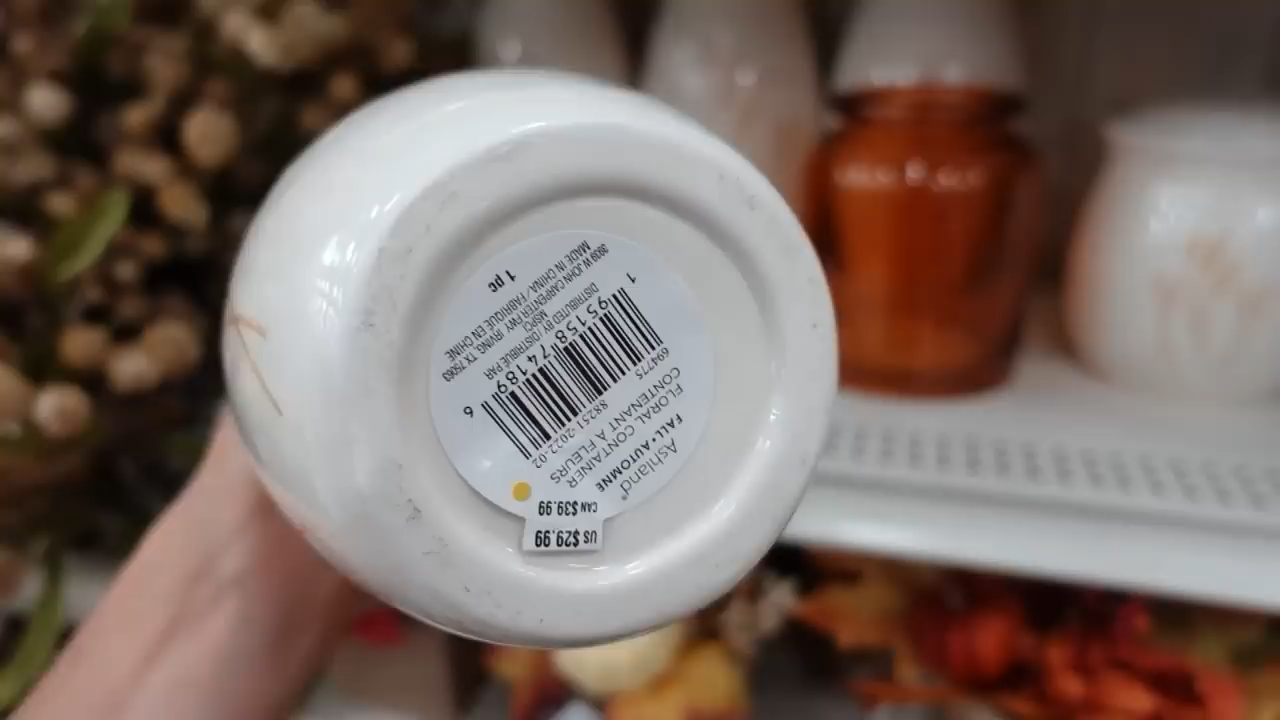 US $29.99
CAN $39.99
Ashland®
FALL • AUTOMNE
FLORAL CONTAINER
CONTENANT À FLEURS
694775 88251-2022-02
1 95158 74189 6
DISTRIBUTED BY / DISTRIBUÉ PAR
MSPCI
3939 W JOHN CARPENTER FWY IRVING, TX 75063
MADE IN CHINA / FABRIQUÉ EN CHINE
1 pc